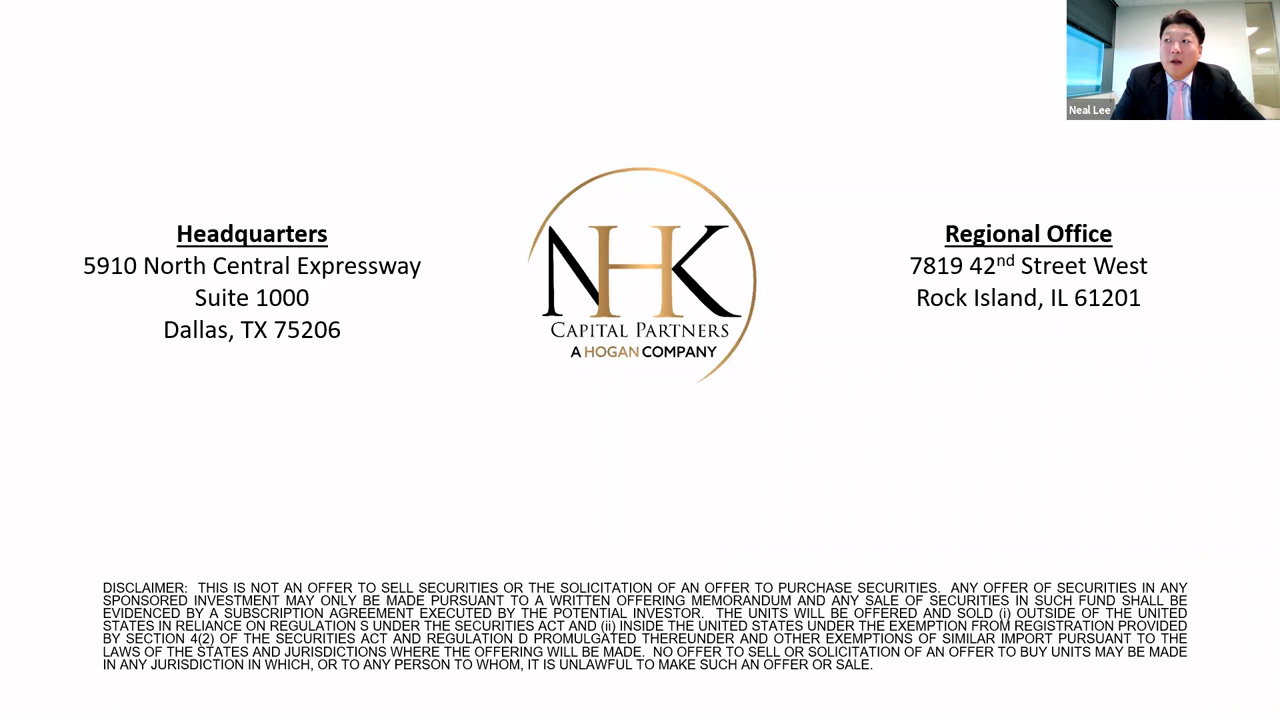 Neal Lee
Headquarters
5910 North Central Expressway
Suite 1000
Dallas, TX 75206
NHK
CAPITAL PARTNERS
A HOGAN COMPANY
Regional Office
7819 42nd Street West
Rock Island, IL 61201
DISCLAIMER: THIS IS NOT AN OFFER TO SELL SECURITIES OR THE SOLICITATION OF AN OFFER TO PURCHASE SECURITIES. ANY OFFER OF SECURITIES IN ANY
SPONSORED INVESTMENT MAY ONLY BE MADE PURSUANT TO A WRITTEN OFFERING MEMORANDUM AND ANY SALE OF SECURITIES IN SUCH FUND SHALL BE
EVIDENCED BY A SUBSCRIPTION AGREEMENT EXECUTED BY THE POTENTIAL INVESTOR. THE UNITS WILL BE OFFERED AND SOLD (i) OUTSIDE OF THE UNITED
STATES IN RELIANCE ON REGULATION S UNDER THE SECURITIES ACT AND (ii) INSIDE THE UNITED STATES UNDER THE EXEMPTION FROM REGISTRATION PROVIDED
BY SECTION 4(2) OF THE SECURITIES ACT AND REGULATION D PROMULGATED THEREUNDER AND OTHER EXEMPTIONS OF SIMILAR IMPORT PURSUANT TO THE
LAWS OF THE STATES AND JURISDICTIONS WHERE THE OFFERING WILL BE MADE. NO OFFER TO SELL OR SOLICITATION OF AN OFFER TO BUY UNITS MAY BE MADE
IN ANY JURISDICTION IN WHICH, OR TO ANY PERSON TO WHOM, IT IS UNLAWFUL TO MAKE SUCH AN OFFER OR SALE.